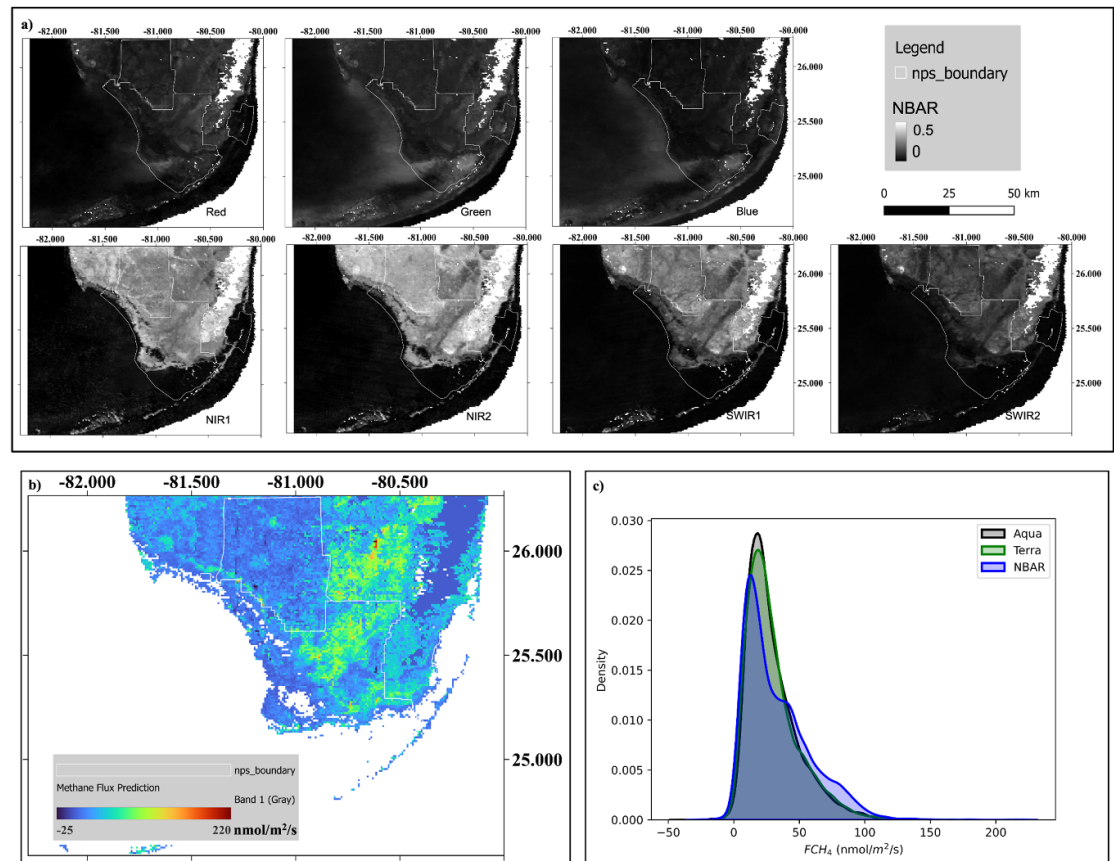 a)
-82.000 -81.500 -81.000 -80.500 -80.000
-82.000 -81.500 -81.000 -80.500 -80.000
-82.000 -81.500 -81.000 -80.500 -80.000
26.000
25.500
25.000
Red
Green
Blue
Legend
nps_boundary
NBAR
0.5
0
0 25 50 km
-82.000 -81.500 -81.000 -80.500 -80.000
-82.000 -81.500 -81.000 -80.500 -80.000
-82.000 -81.500 -81.000 -80.500 -80.000
-82.000 -81.500 -81.000 -80.500 -80.000
26.000
26.000
25.500
25.500
25.000
25.000
NIR1
NIR2
SWIR1
SWIR2
b)
-82.000 -81.500 -81.000 -80.500
26.000
25.500
25.000
nps_boundary
Methane Flux Prediction
Band 1 (Gray)
-25 220 nmol/m²/s
c)
0.030
0.025
0.020
0.015
0.010
0.005
0.000
Density
Aqua
Terra
NBAR
−50 0 50 100 150 200
FCH₄ (nmol/m²/s)